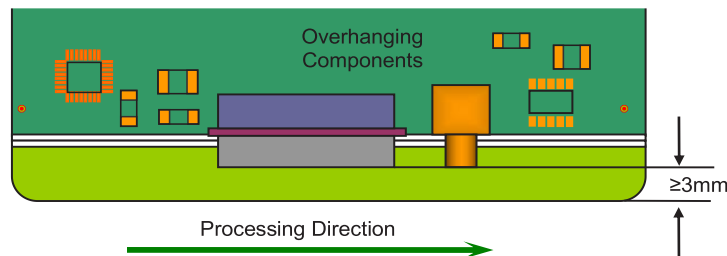 Overhanging
Components
≥3mm
Processing Direction